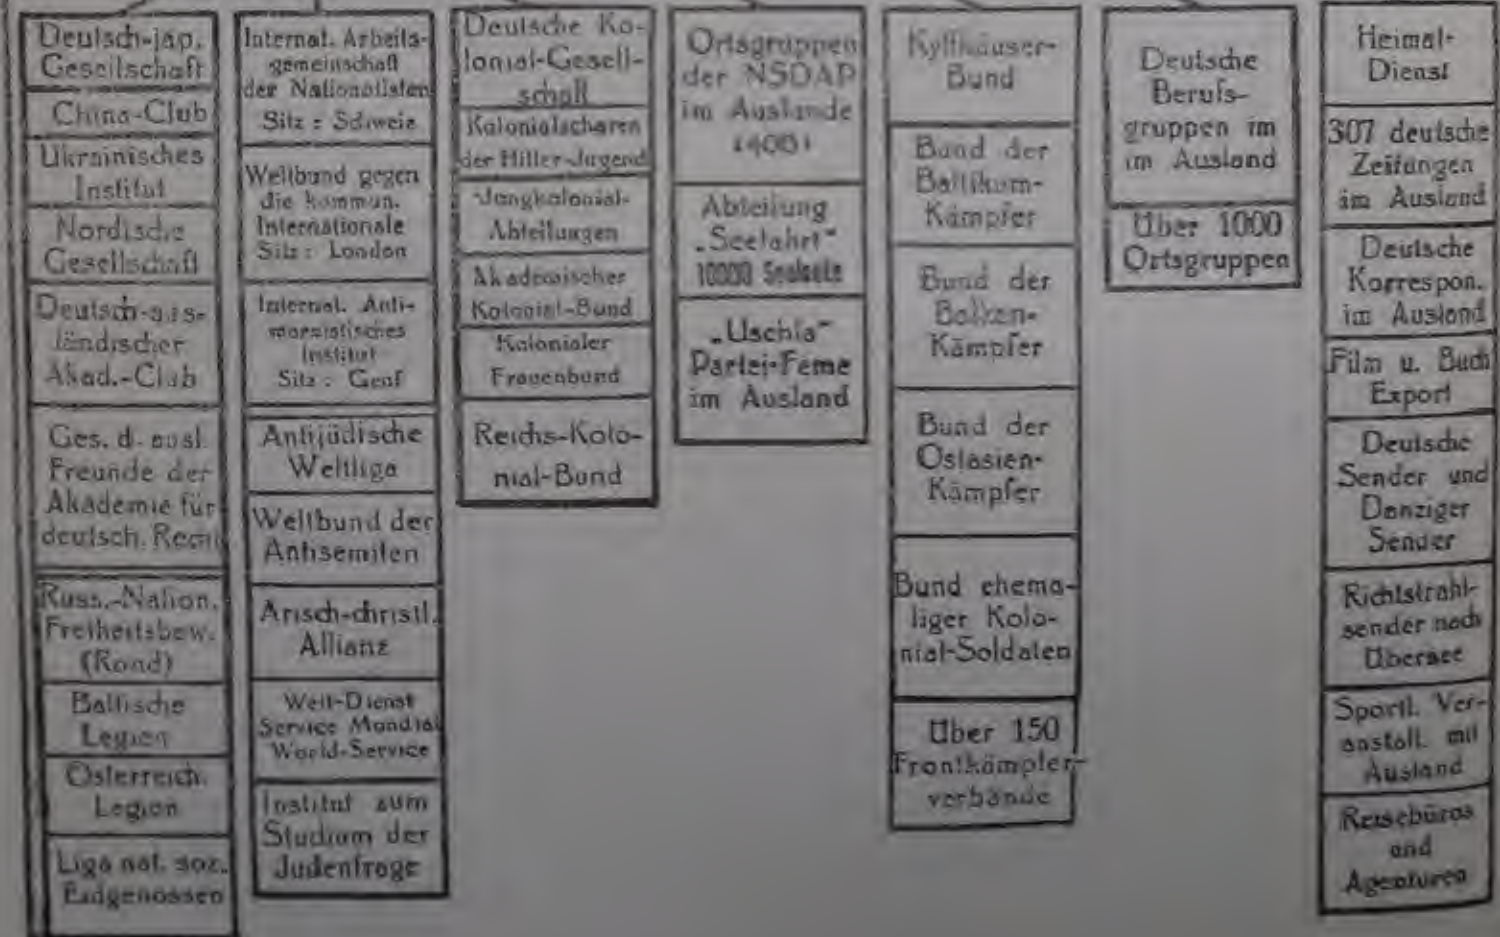 Deutsch-jap.
Gesellschaft
China-Club
Ukrainisches
Institut
Nordische
Gesellschaft
Deutsch-aus-
ländischer
Akad.-Club
Ges. d. ausl.
Freunde der
Akademie für
deutsch. Recht
Russ.-Nation.
Freiheitsbew.
(Rond)
Baltische
Legion
Österreich.
Legion
Liga nat. soz.
Eidgenossen
Internat. Arbeits-
gemeinschaft
der Nationalisten
Sitz : Schweiz
Weltbund gegen
die kommun.
Internationale
Sitz : London
Internat. Anti-
marxistisches
Institut
Sitz : Genf
Antijüdische
Weltliga
Weltbund der
Antisemiten
Arisch-christl.
Allianz
Welt-Dienst
Service Mondial
World-Service
Institut zum
Studium der
Judenfrage
Deutsche Ko-
lonial-Gesell-
schaft
Kolonialscharen
der Hitler-Jugend
Jungkolonial-
Abteilungen
Akademischer
Kolonial-Bund
Kolonialer
Frauenbund
Reichs-Kolo-
nial-Bund
Ortsgruppen
der NSDAP
im Auslande
(400)
Abteilung
„Seefahrt"
10000
„Uschla"
Partei-Feme
im Ausland
Kyffhäuser-
Bund
Bund der
Baltikum-
Kämpfer
Bund der
Balkan-
Kämpfer
Bund der
Ostasien-
Kämpfer
Bund ehema-
liger Kolo-
nial-Soldaten
Über 150
Frontkämpfer-
verbände
Deutsche
Berufs-
gruppen im
im Ausland
Über 1000
Ortsgruppen
Heimat-
Dienst
307 deutsche
Zeitungen
im Ausland
Deutsche
Korrespon.
im Ausland
Film u. Buch
Export
Deutsche
Sender und
Danziger
Sender
Richtstrahl-
sender nach
Übersee
Sportl. Ver-
anstalt. mit
Ausland
Reisebüros
und
Agenturen